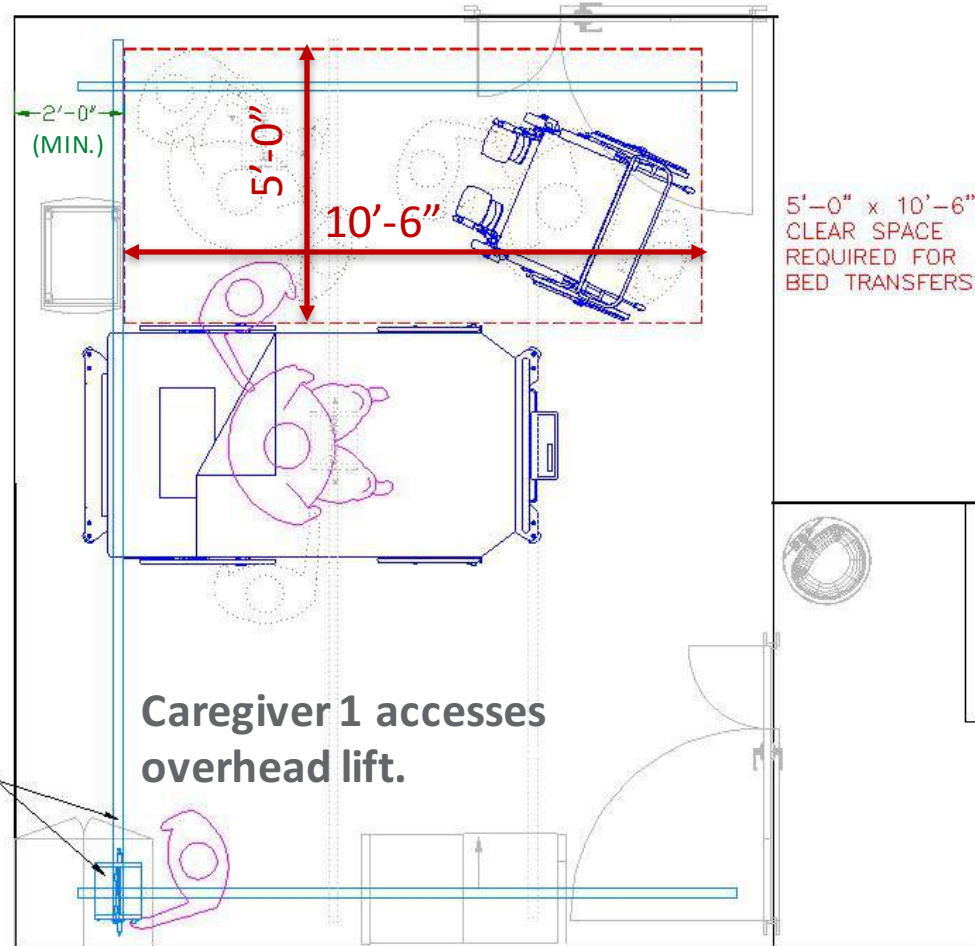 2'-0"
(MIN.)
5'-0"
10'-6"
5'-0" x 10'-6"
CLEAR SPACE
REQUIRED FOR
BED TRANSFERS
Caregiver 1 accesses
overhead lift.